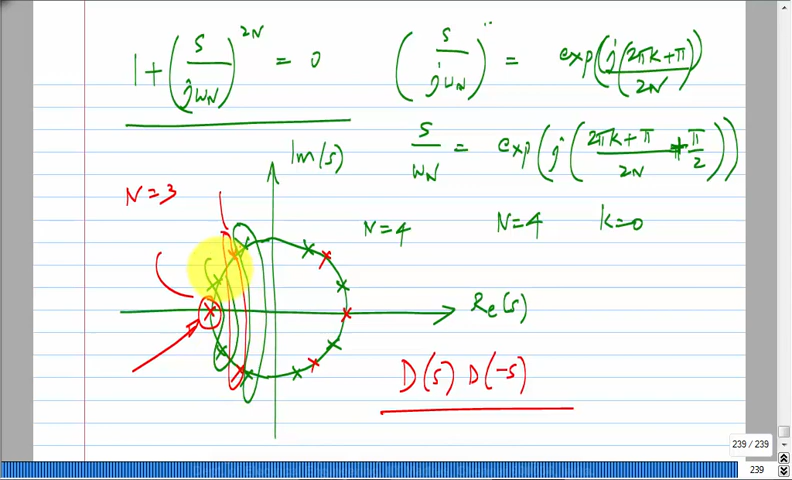 1 + (s/jω_N)^2N = 0
(s/jω_N) = exp(j(2πk+π)/2N)
s/ω_N = exp(j(2πk+π/2N + π/2))
Im(s)
N=3
N=4 N=4 k=0
Re(s)
D(s) D(-s)
239 / 239
239